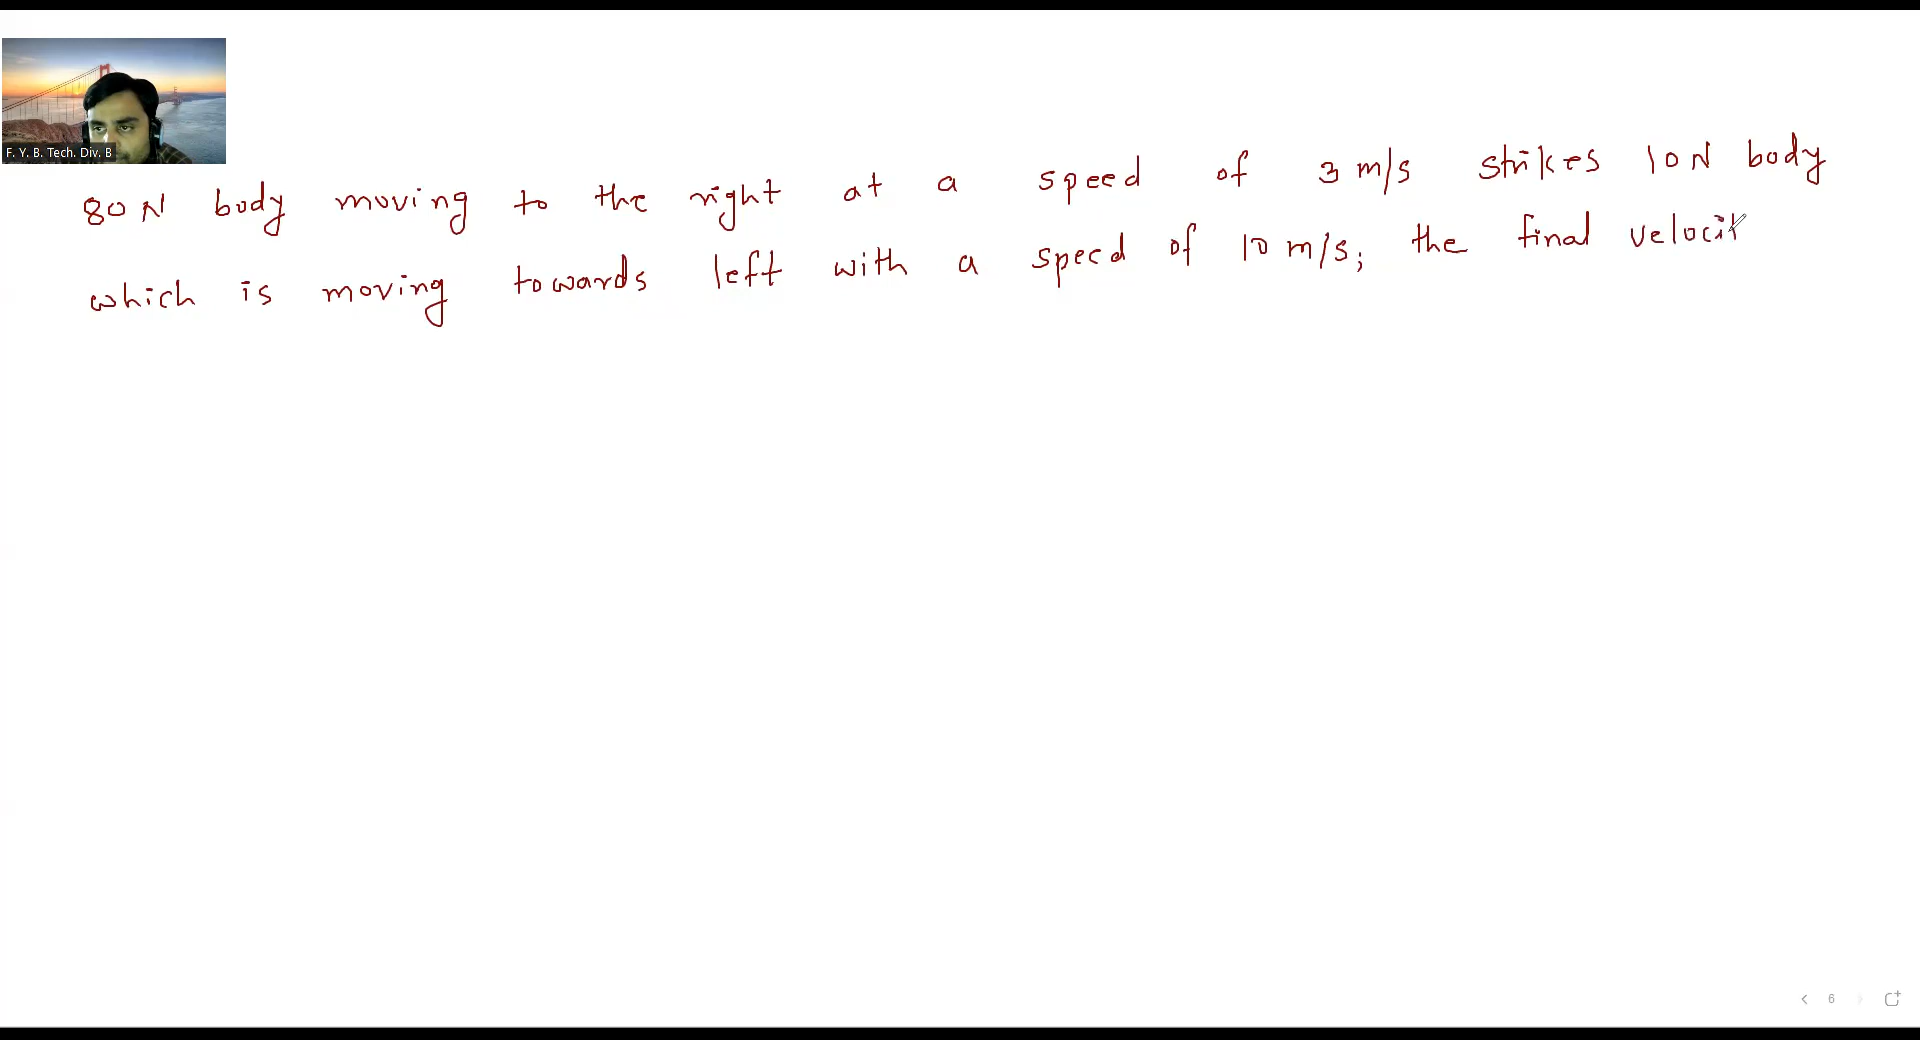 F. Y. B. Tech. Div. B
80 N body moving to the right at a speed of 3 m/s strikes 10 N body
which is moving towards left with a speed of 10 m/s; the final velocit
6